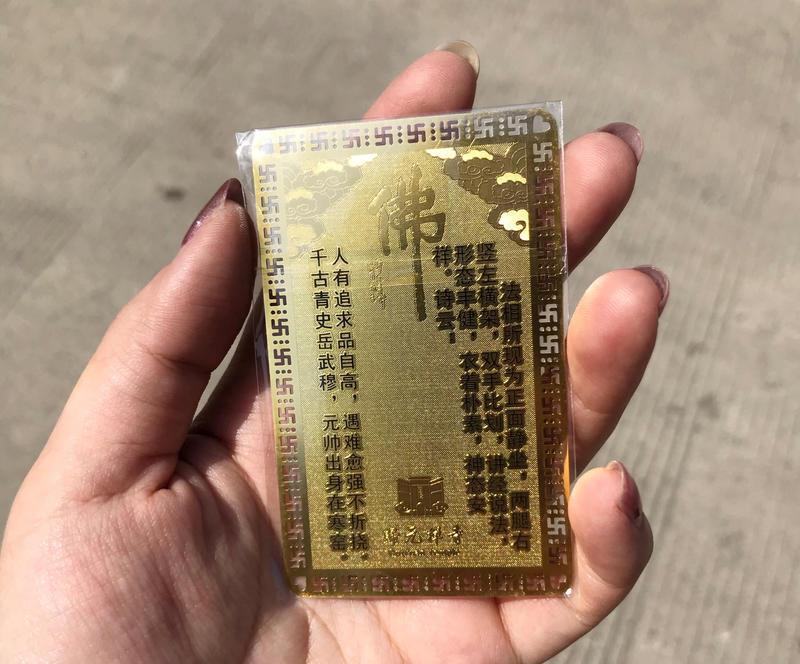 佛
法相所现为正面静坐，两腿右
竖左横架，双手比划，讲经说法，
形态丰健，衣着朴素，神态安
祥，诗云，
人有追求品自高，遇难愈强不折挠。
千古青史岳武穆，元帅出身在寒窑。